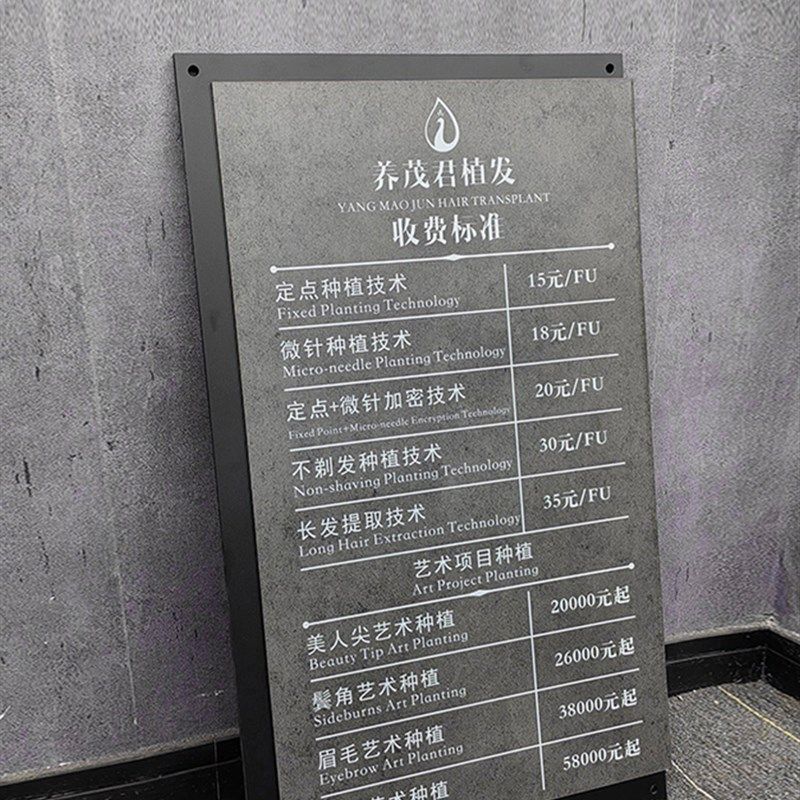 养茂君植发
YANG MAO JUN HAIR TRANSPLANT
收费标准
定点种植技术 15元/FU
Fixed Planting Technology
微针种植技术 18元/FU
Micro-needle Planting Technology
定点+微针加密技术 20元/FU
Fixed Point+Micro-needle Encryption Technology
不剃发种植技术 30元/FU
Non-shaving Planting Technology
长发提取技术 35元/FU
Long Hair Extraction Technology
艺术项目种植
Art Project Planting
美人尖艺术种植 20000元起
Beauty Tip Art Planting
鬓角艺术种植 26000元起
Sideburns Art Planting
眉毛艺术种植 38000元起
Eyebrow Art Planting
艺术种植 58000元起